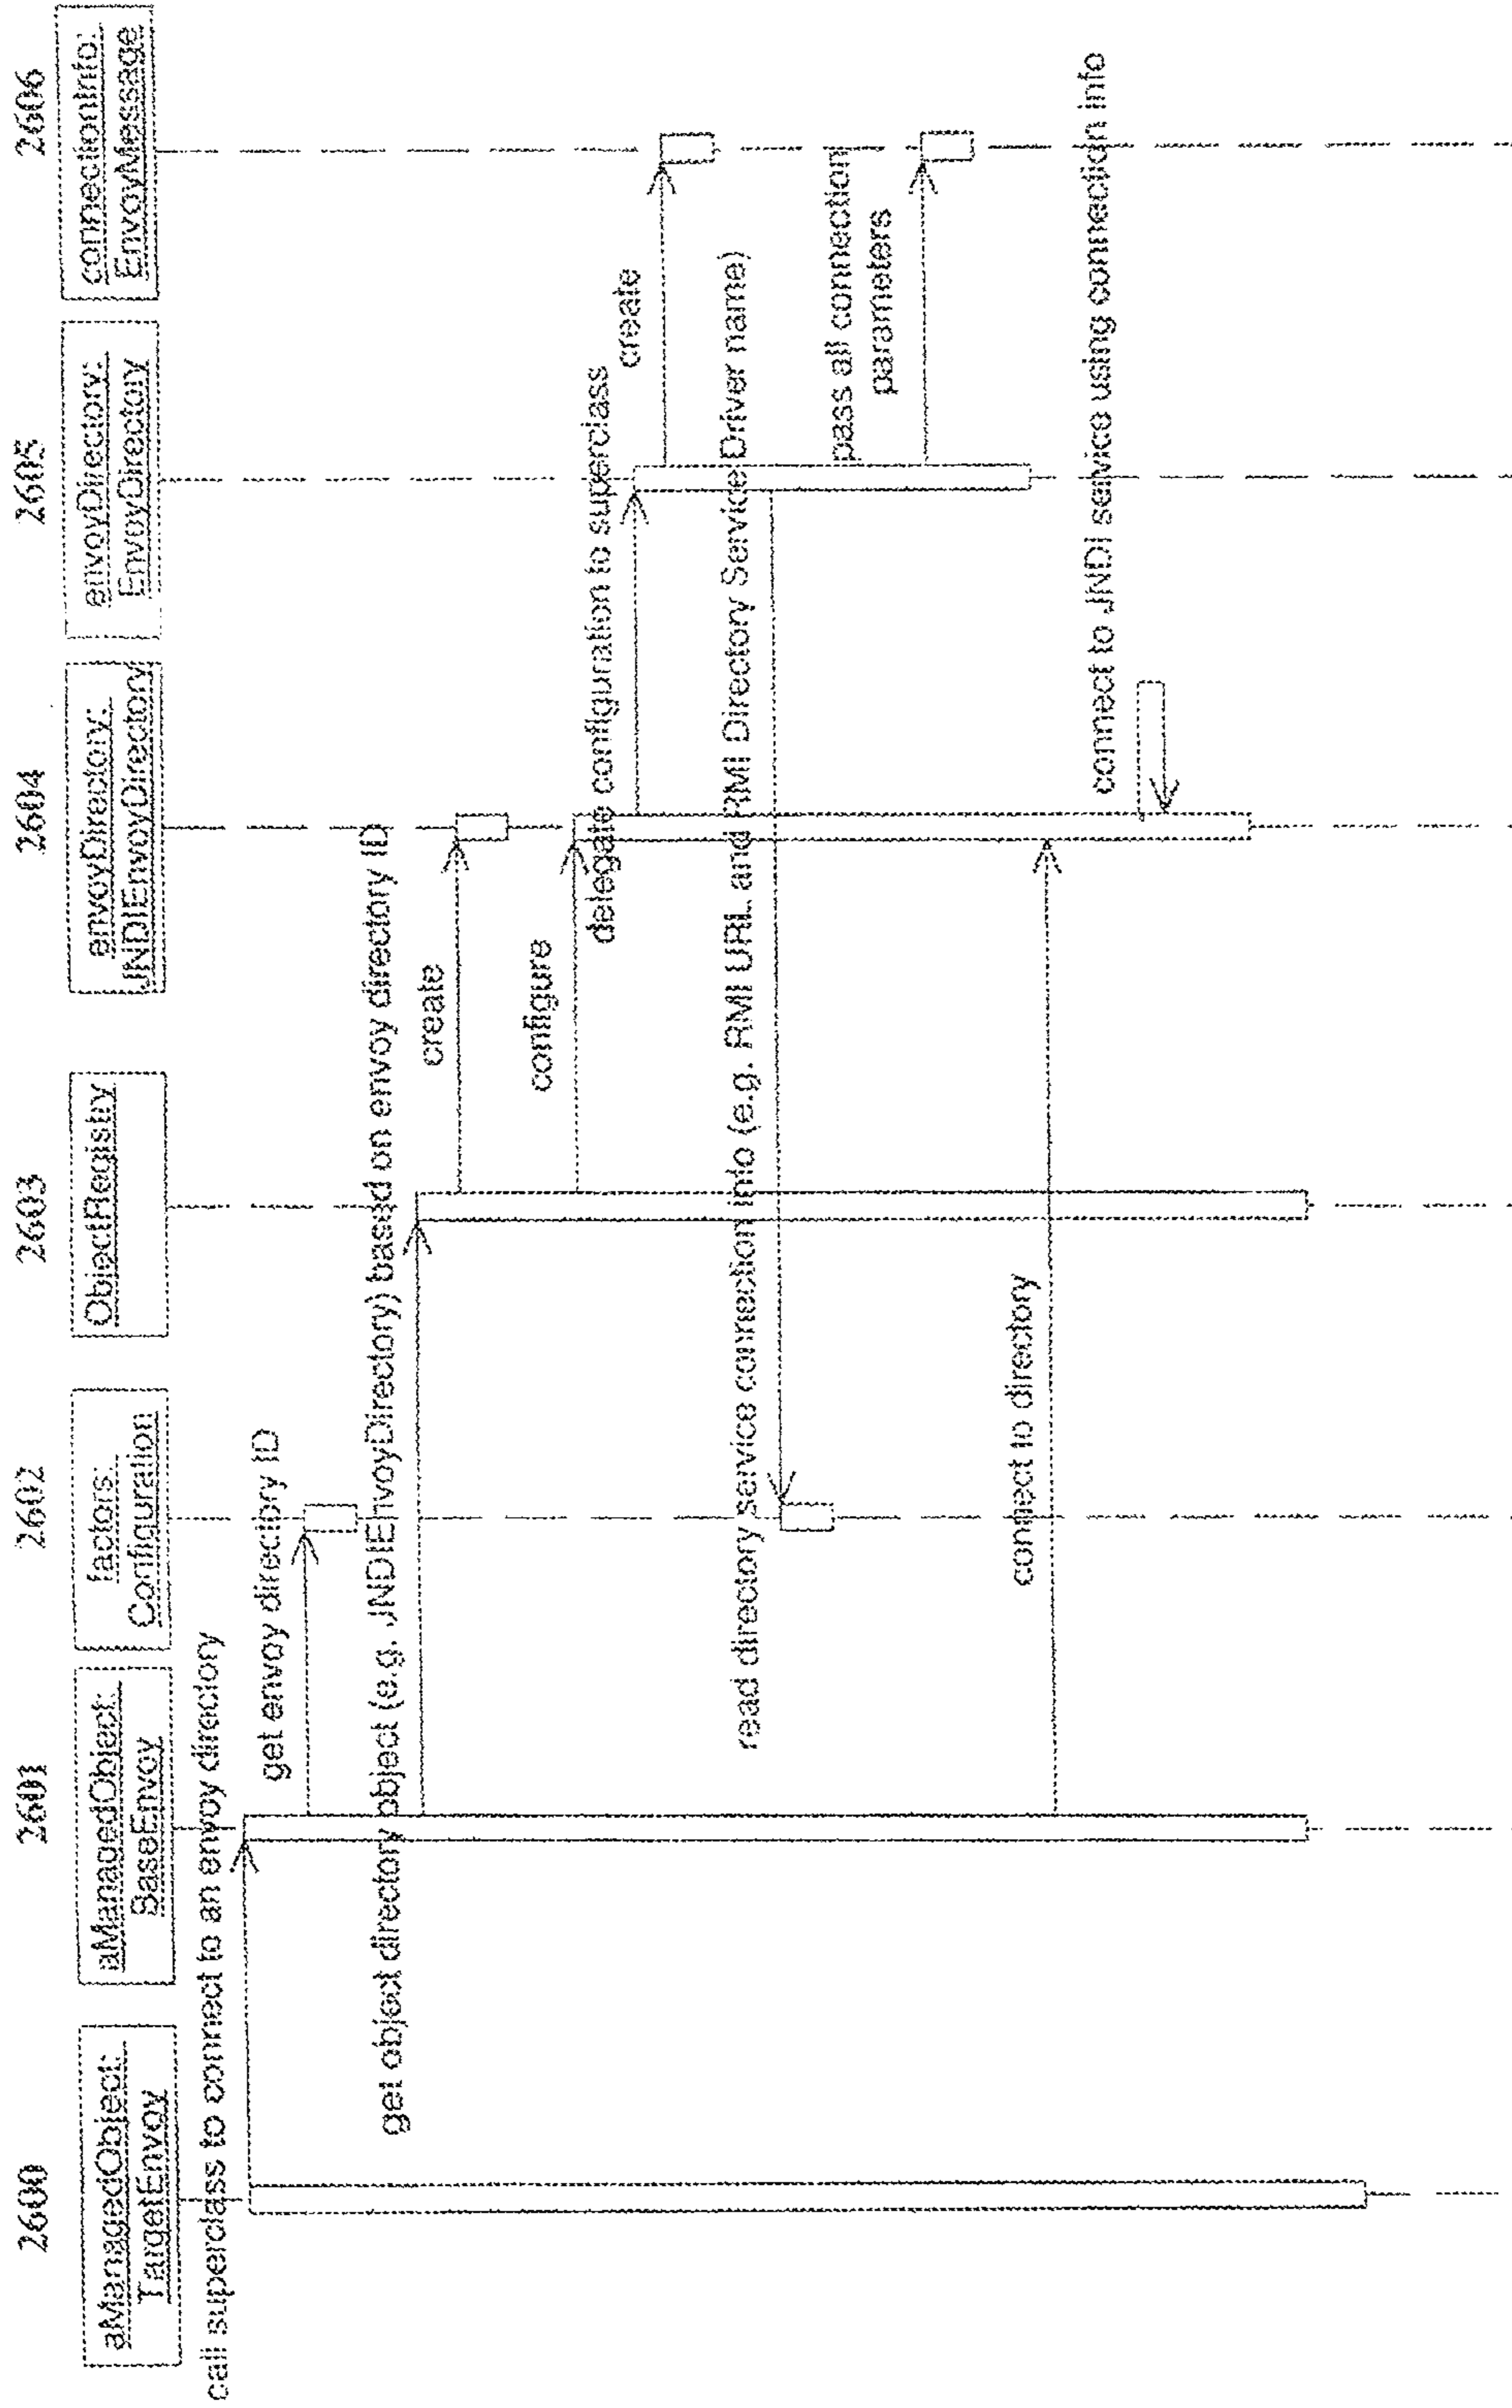 2600
2601
2602
2603
2604
2605
2606
aManagedObject:
TargetEnvoy
aManagedObject:
BaseEnvoy
factors:
Configuration
ObjectRegistry
envoyDirectory:
JNDIEnvoyDirectory
envoyDirectory:
EnvoyDirectory
connectionInfo:
EnvoyMessage
call superclass to connect to an envoy directory
get envoy directory ID
get object directory object (e.g. JNDIEnvoyDirectory) based on envoy directory ID
create
configure
delegate configuration to superclass
create
read directory service connection info (e.g. RMI URL and RMI Directory Service Driver name)
pass all connection
parameters
connect to directory
connect to JNDI service using connection info